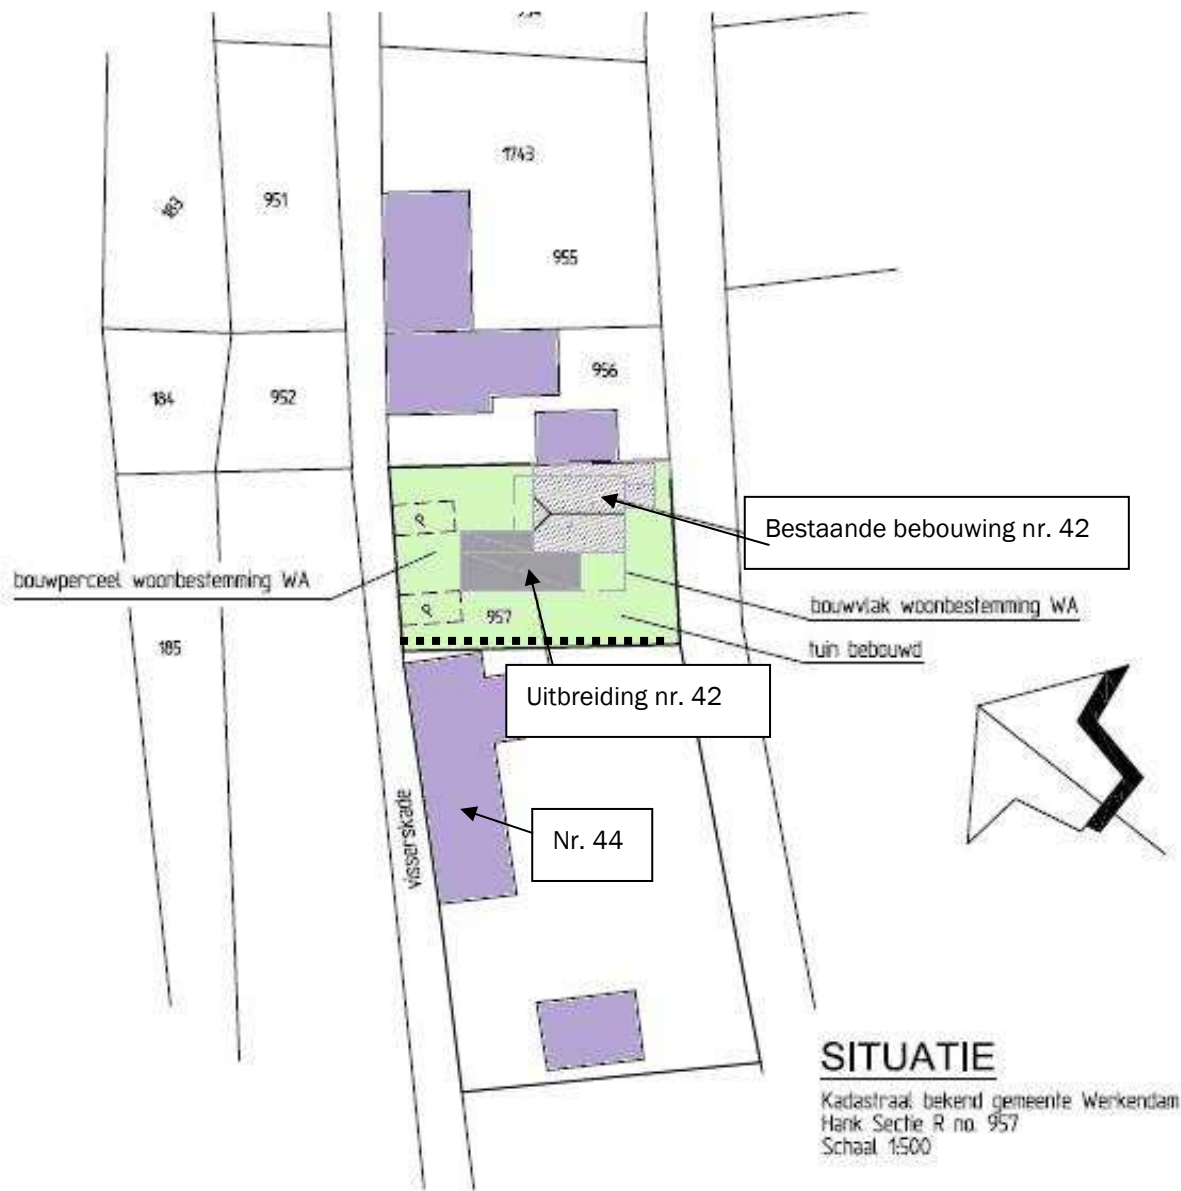 1743
183
951
955
956
184
952
Bestaande bebouwing nr. 42
P
bouwperceel woonbestemming WA
bouwvlak woonbestemming WA
P
957
185
tuin bebouwd
Uitbreiding nr. 42
visserskade
Nr. 44
SITUATIE
Kadastraal bekend gemeente Werkendam
Hank Sectie R no. 957
Schaal 1:500